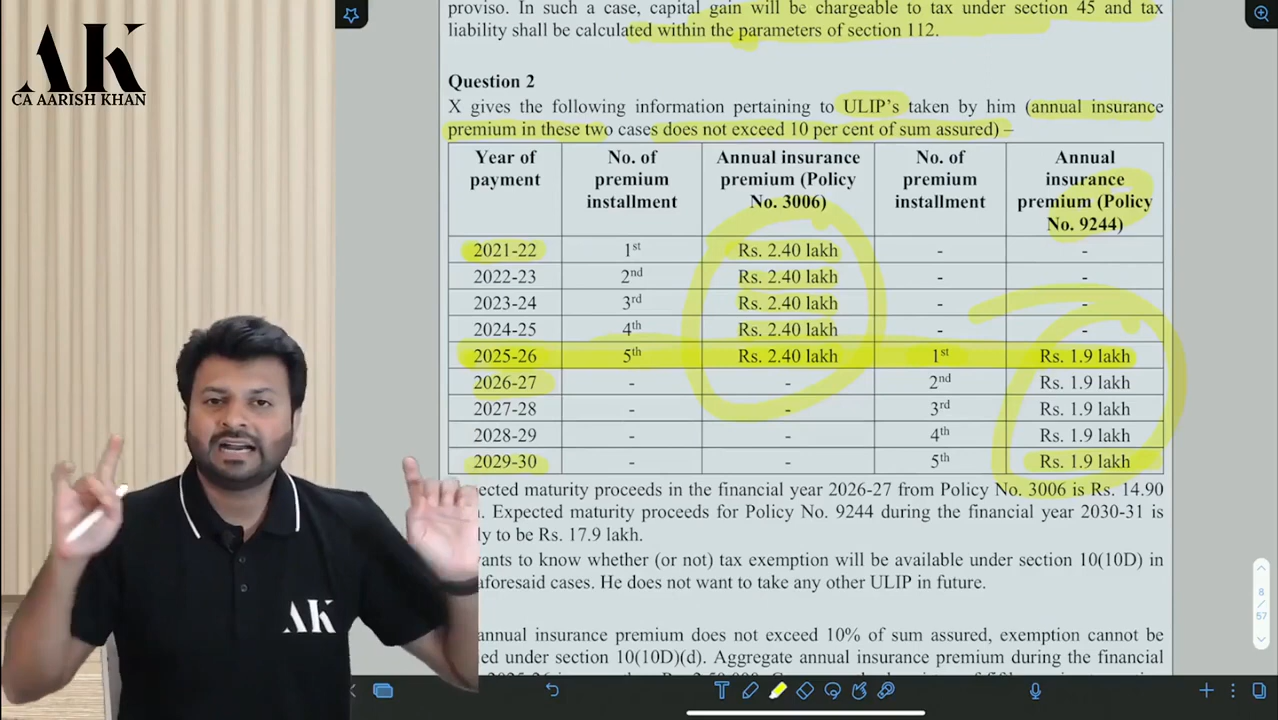 AK
CA AARISH KHAN
proviso. In such a case, capital gain will be chargeable to tax under section 45 and tax
liability shall be calculated within the parameters of section 112.
Question 2
X gives the following information pertaining to ULIP's taken by him (annual insurance
premium in these two cases does not exceed 10 per cent of sum assured) –
Year of payment No. of premium installment Annual insurance premium (Policy No. 3006) No. of premium installment Annual insurance premium (Policy No. 9244)
2021-22 1st Rs. 2.40 lakh - -
2022-23 2nd Rs. 2.40 lakh - -
2023-24 3rd Rs. 2.40 lakh - -
2024-25 4th Rs. 2.40 lakh - -
2025-26 5th Rs. 2.40 lakh 1st Rs. 1.9 lakh
2026-27 - - 2nd Rs. 1.9 lakh
2027-28 - - 3rd Rs. 1.9 lakh
2028-29 - - 4th Rs. 1.9 lakh
2029-30 - - 5th Rs. 1.9 lakh
maturity proceeds in the financial year 2026-27 from Policy No. 3006 is Rs. 14.90
Expected maturity proceeds for Policy No. 9244 during the financial year 2030-31 is
to be Rs. 17.9 lakh.
to know whether (or not) tax exemption will be available under section 10(10D) in
aforesaid cases. He does not want to take any other ULIP in future.
annual insurance premium does not exceed 10% of sum assured, exemption cannot be
under section 10(10D)(d). Aggregate annual insurance premium during the financial
AK
8
/
57
T